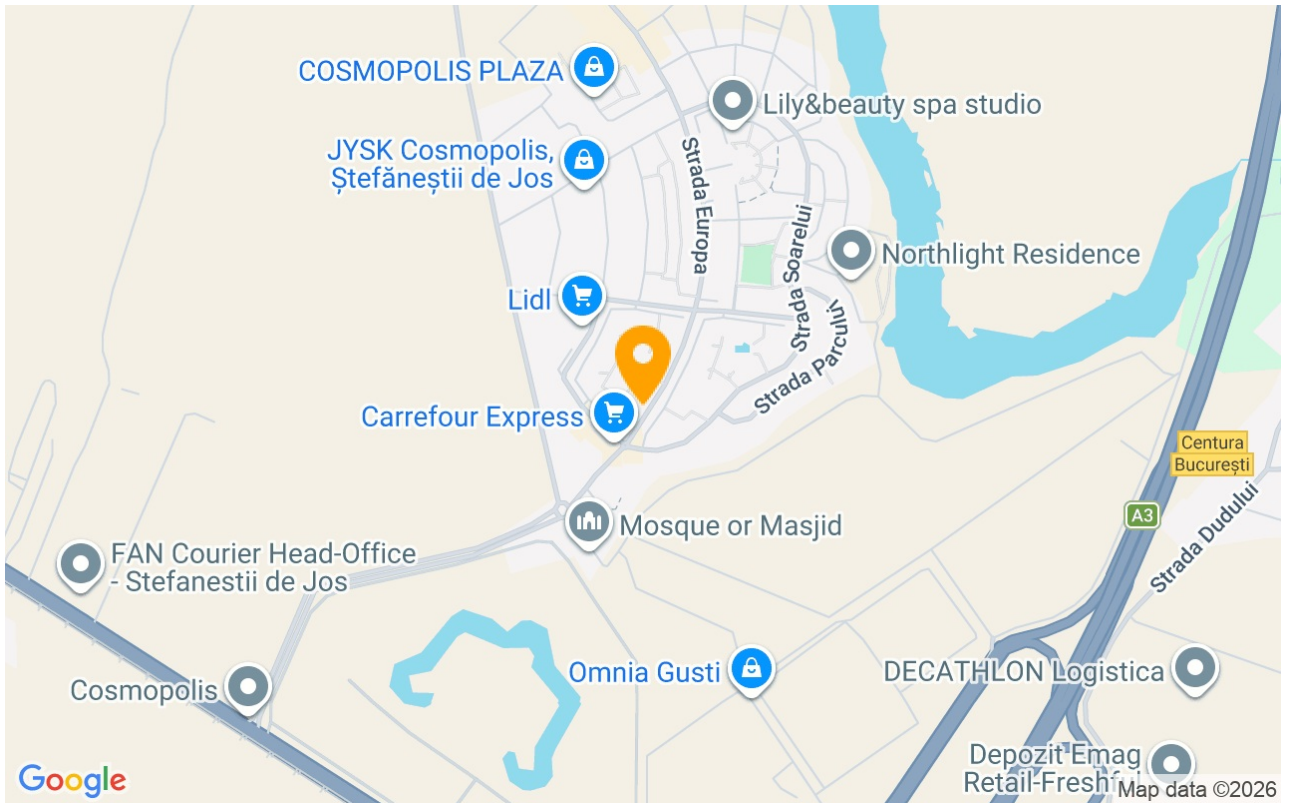 COSMOPOLIS PLAZA
Lily&beauty spa studio
JYSK Cosmopolis,
Ștefăneștii de Jos
Strada Europa
Strada Soarelui
Northlight Residence
Lidl
Strada Parcului
Carrefour Express
Centura
București
A3
Strada Dudului
Mosque or Masjid
FAN Courier Head-Office
- Stefanestii de Jos
Omnia Gusti
DECATHLON Logistica
Cosmopolis
Depozit Emag
Retail-Freshful
Google
Map data ©2026